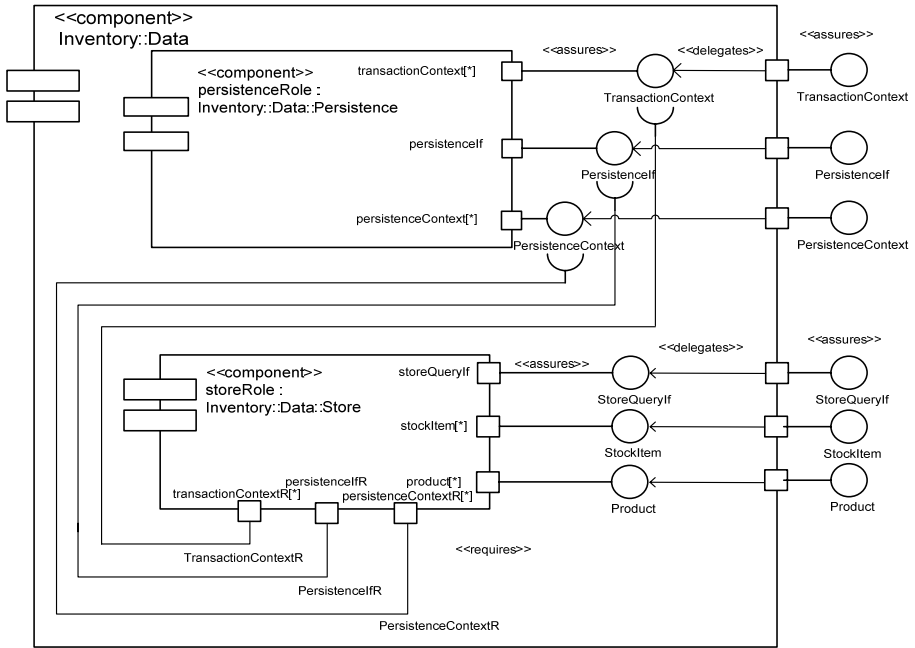 <<component>>
Inventory::Data
<<assures>>
<<component>>
persistenceRole :
Inventory::Data::Persistence
transactionContext[*]
<<assures>>
<<delegates>>
TransactionContext
TransactionContext
persistenceIf
PersistenceIf
PersistenceIf
persistenceContext[*]
PersistenceContext
PersistenceContext
<<component>>
storeRole :
Inventory::Data::Store
storeQueryIf
<<assures>>
<<delegates>>
<<assures>>
StoreQueryIf
StoreQueryIf
stockItem[*]
StockItem
StockItem
product[*]
Product
Product
transactionContextR[*]
persistenceIfR
persistenceContextR[*]
<<requires>>
TransactionContextR
PersistenceIfR
PersistenceContextR